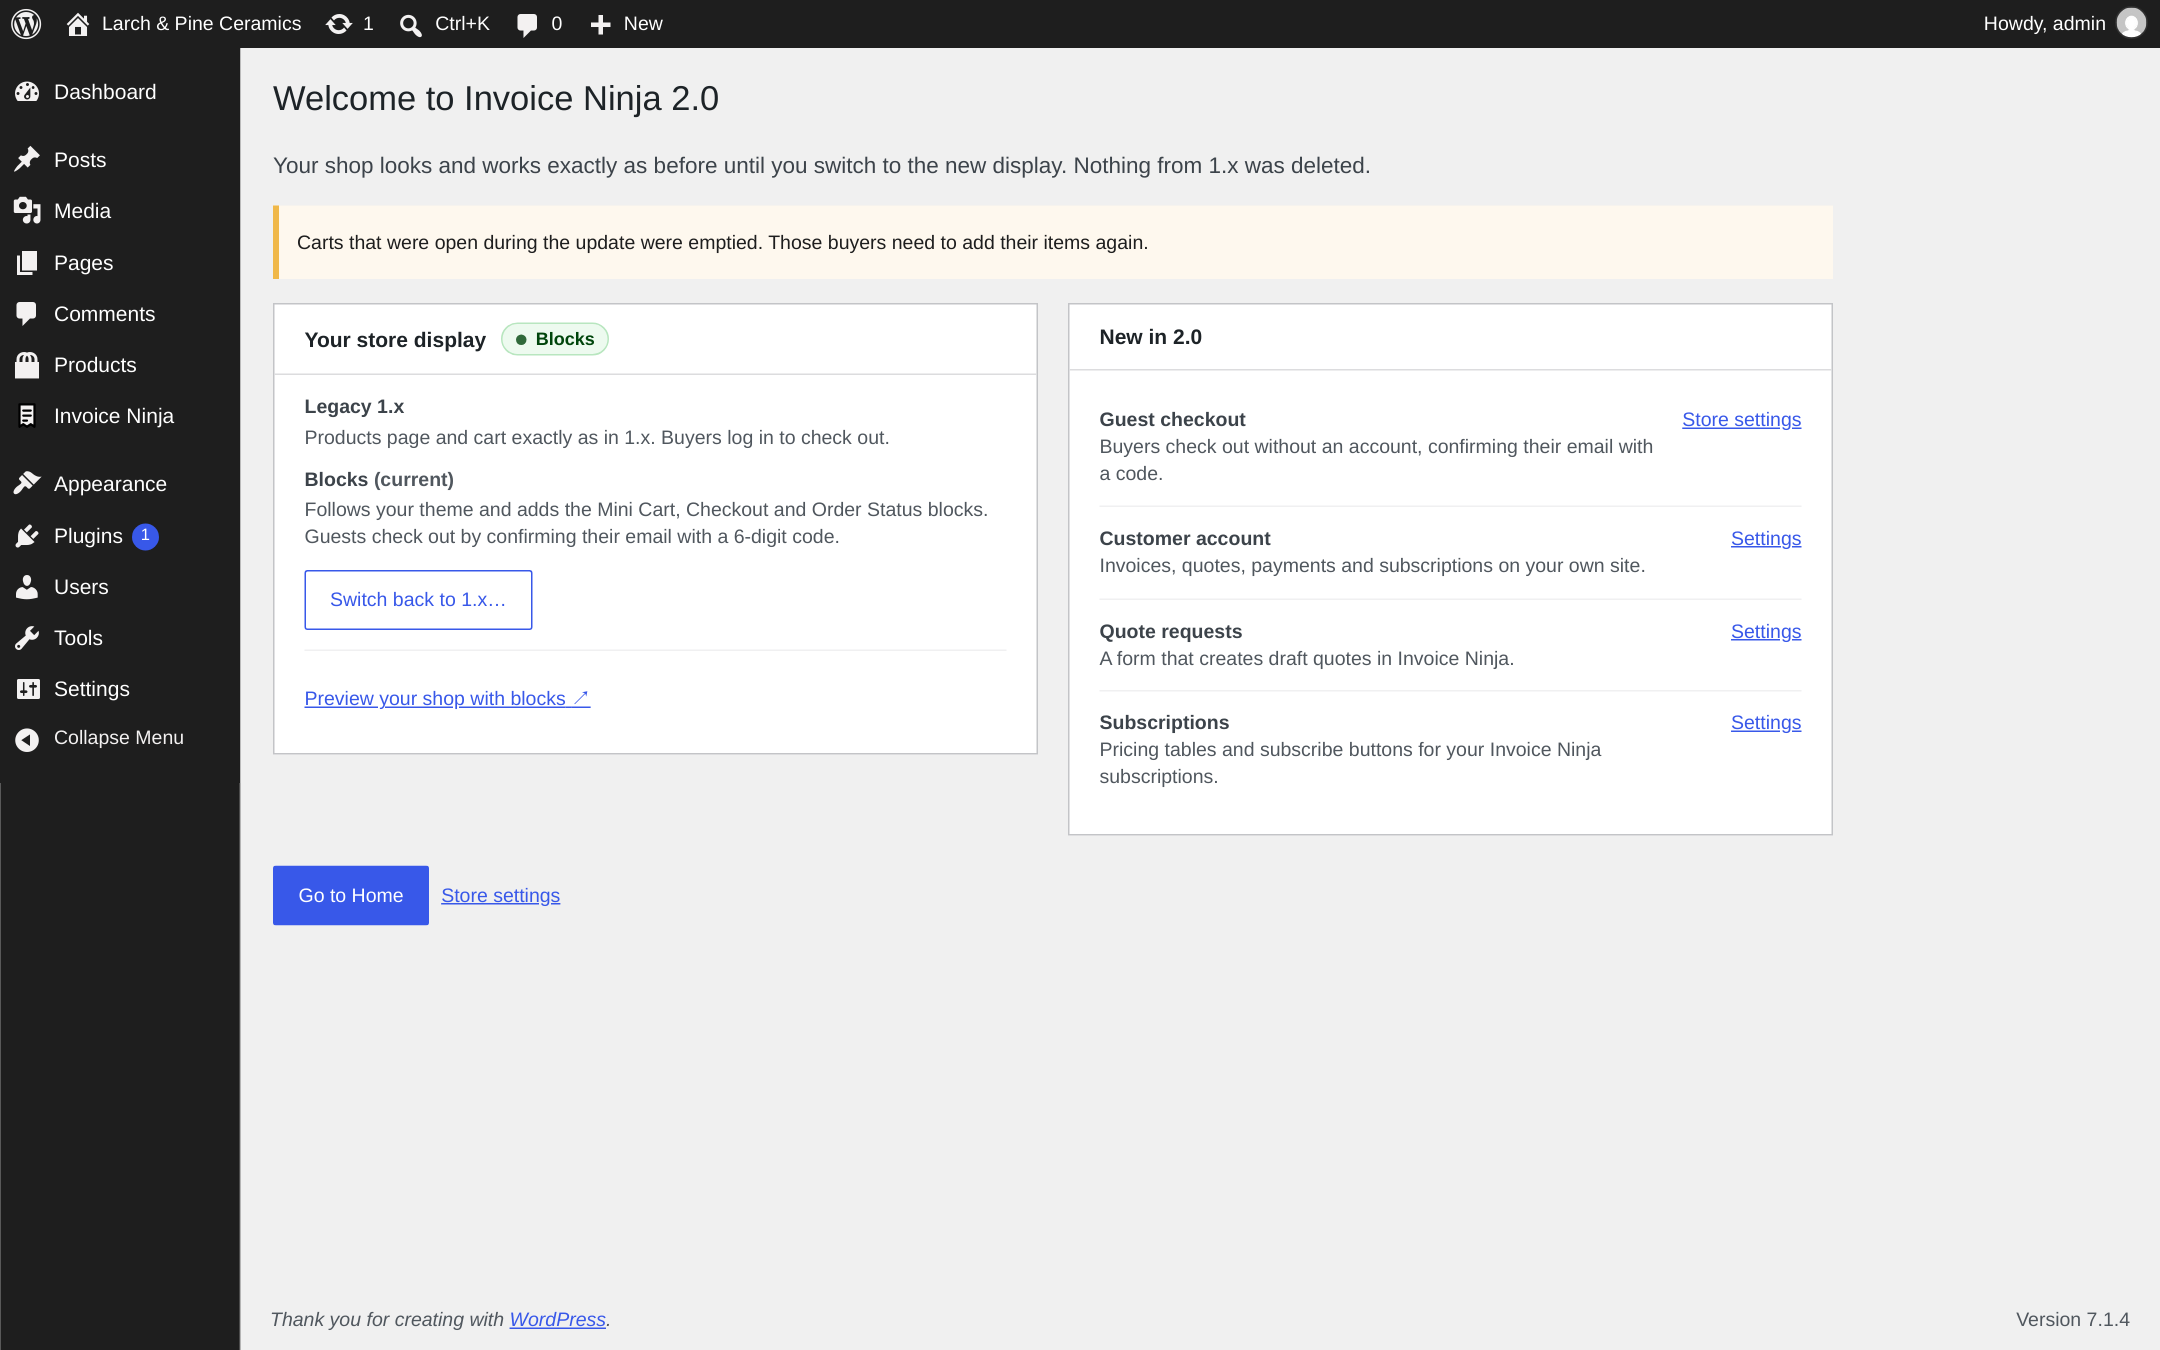 Larch & Pine Ceramics 1 Ctrl+K 0 New Howdy, admin
Dashboard
Posts
Media
Pages
Comments
Products
Invoice Ninja
Appearance
Plugins 1
Users
Tools
Settings
Collapse Menu
Welcome to Invoice Ninja 2.0
Your shop looks and works exactly as before until you switch to the new display. Nothing from 1.x was deleted.
Carts that were open during the update were emptied. Those buyers need to add their items again.
Your store display Blocks
Legacy 1.x
Products page and cart exactly as in 1.x. Buyers log in to check out.
Blocks (current)
Follows your theme and adds the Mini Cart, Checkout and Order Status blocks.
Guests check out by confirming their email with a 6-digit code.
Switch back to 1.x…
Preview your shop with blocks ↗
New in 2.0
Guest checkout Store settings
Buyers check out without an account, confirming their email with
a code.
Customer account Settings
Invoices, quotes, payments and subscriptions on your own site.
Quote requests Settings
A form that creates draft quotes in Invoice Ninja.
Subscriptions Settings
Pricing tables and subscribe buttons for your Invoice Ninja
subscriptions.
Go to Home Store settings
Thank you for creating with WordPress. Version 7.1.4